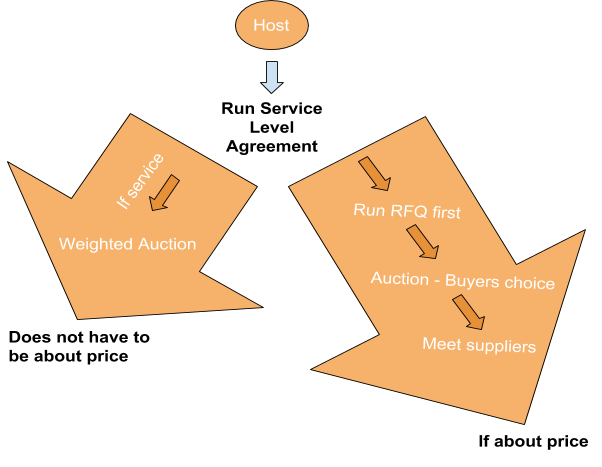 Host
Run Service
Level
Agreement
If service
Weighted Auction
Does not have to
be about price
Run RFQ first
Auction - Buyers choice
Meet suppliers
If about price